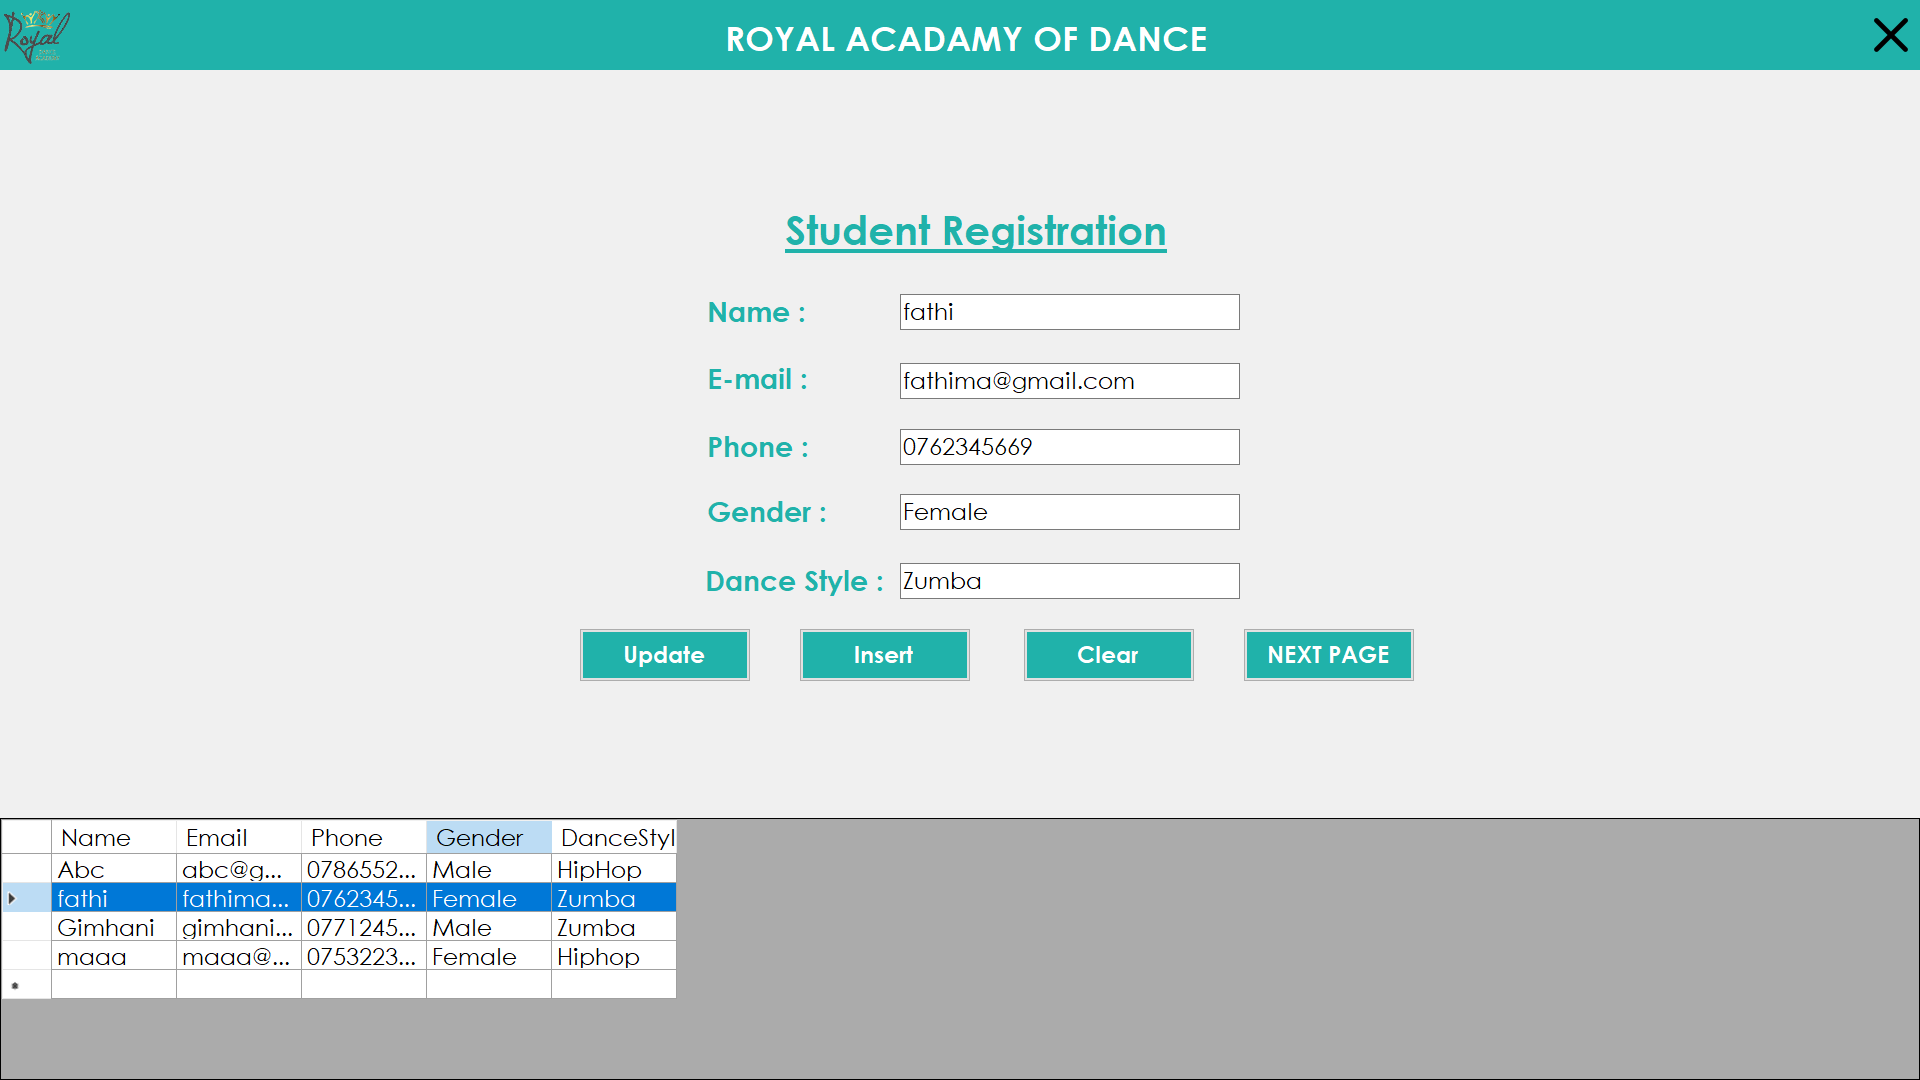 Royal
ROYAL ACADAMY OF DANCE
Student Registration
Name : fathi
E-mail : fathima@gmail.com
Phone : 0762345669
Gender : Female
Dance Style : Zumba
Update Insert Clear NEXT PAGE
Name Email Phone Gender DanceStyl
Abc abc@g... 0786552... Male HipHop
fathi fathima... 0762345... Female Zumba
Gimhani gimhani... 0771245... Male Zumba
maaa maaa@... 0753223... Female Hiphop